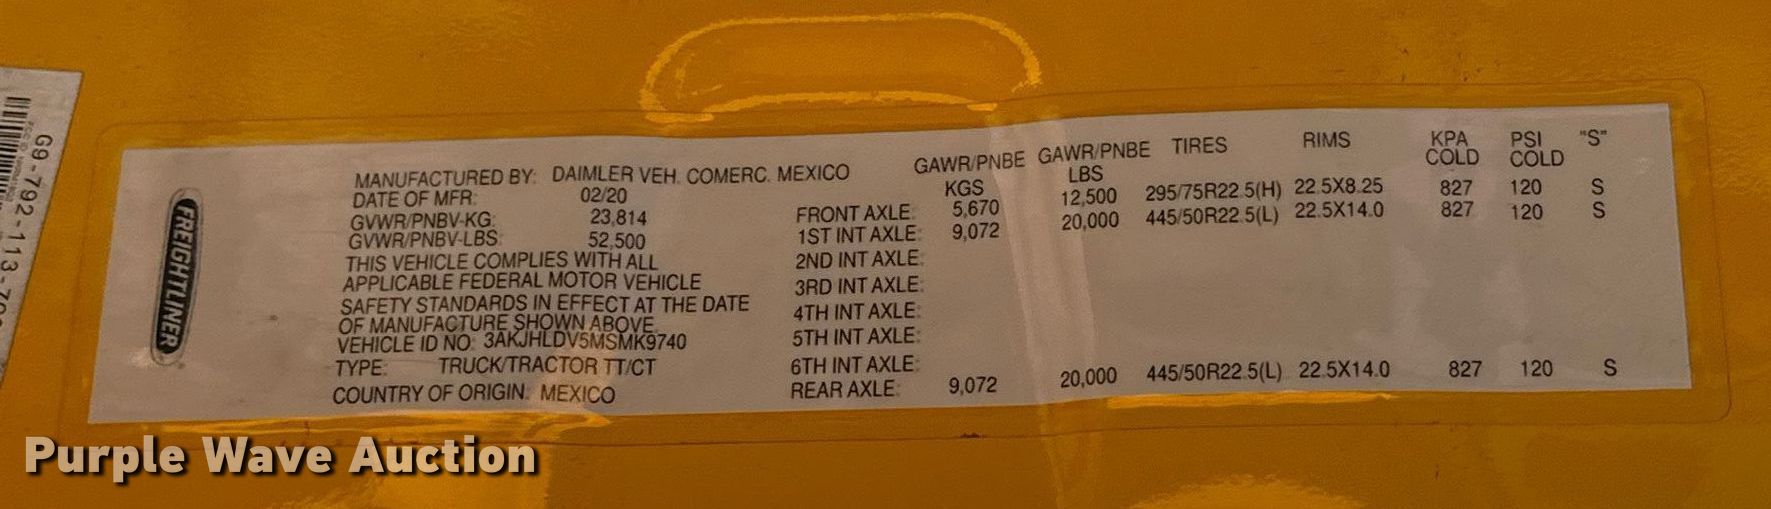 G9-792-113-70
FREIGHTLINER
MANUFACTURED BY: DAIMLER VEH. COMERC. MEXICO
DATE OF MFR: 02/20
GVWR/PNBV-KG: 23,814
GVWR/PNBV-LBS: 52,500
THIS VEHICLE COMPLIES WITH ALL
APPLICABLE FEDERAL MOTOR VEHICLE
SAFETY STANDARDS IN EFFECT AT THE DATE
OF MANUFACTURE SHOWN ABOVE.
VEHICLE ID NO: 3AKJHLDV5MSMK9740
TYPE: TRUCK/TRACTOR TT/CT
COUNTRY OF ORIGIN: MEXICO
GAWR/PNBE GAWR/PNBE TIRES RIMS KPA PSI "S"
KGS LBS COLD COLD
FRONT AXLE: 5,670 12,500 295/75R22.5(H) 22.5X8.25 827 120 S
1ST INT AXLE: 9,072 20,000 445/50R22.5(L) 22.5X14.0 827 120 S
2ND INT AXLE:
3RD INT AXLE:
4TH INT AXLE:
5TH INT AXLE:
6TH INT AXLE:
REAR AXLE: 9,072 20,000 445/50R22.5(L) 22.5X14.0 827 120 S
Purple Wave Auction